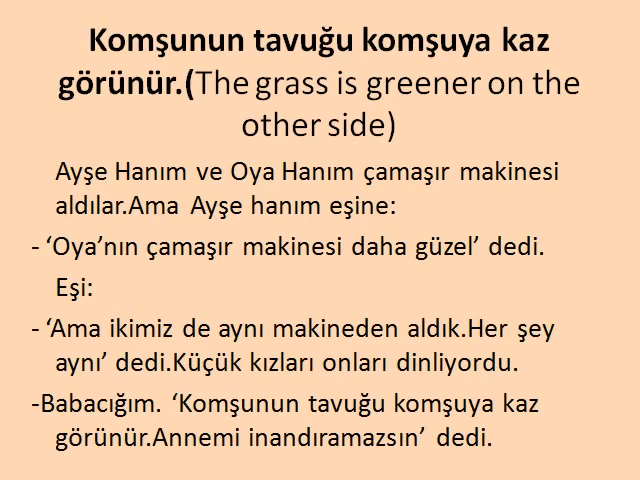 Komşunun tavuğu komşuya kaz
görünür.(The grass is greener on the
other side)
Ayşe Hanım ve Oya Hanım çamaşır makinesi
aldılar.Ama Ayşe hanım eşine:
- ‘Oya’nın çamaşır makinesi daha güzel’ dedi.
Eşi:
- ‘Ama ikimiz de aynı makineden aldık.Her şey
aynı’ dedi.Küçük kızları onları dinliyordu.
-Babacığım. ‘Komşunun tavuğu komşuya kaz
görünür.Annemi inandıramazsın’ dedi.